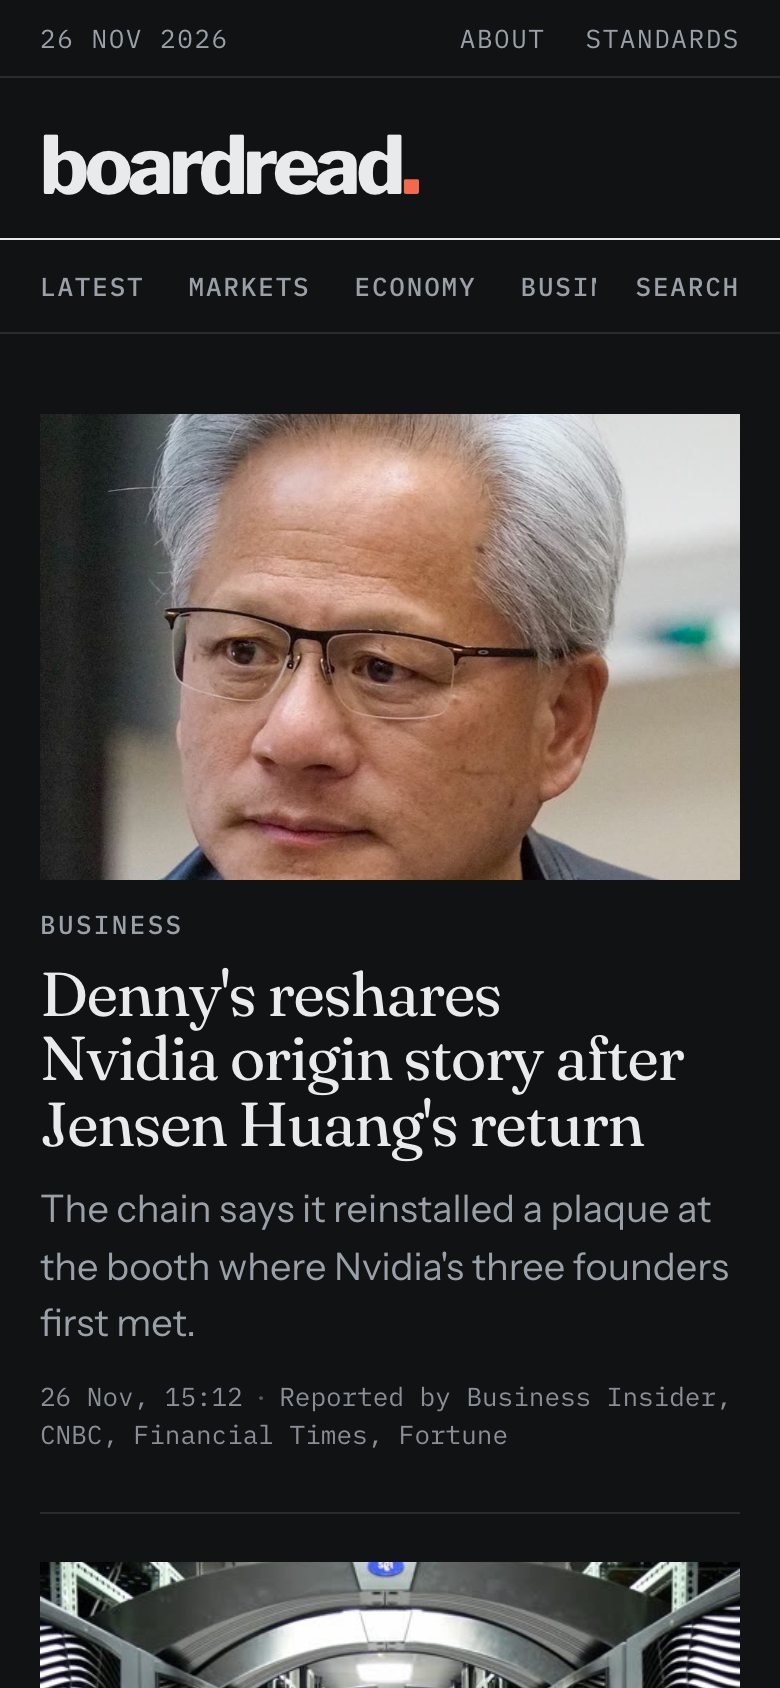 26 NOV 2026 ABOUT STANDARDS
boardread.
LATEST MARKETS ECONOMY SEARCH
BUSINESS
Denny's reshares
Nvidia origin story after
Jensen Huang's return
The chain says it reinstalled a plaque at
the booth where Nvidia's three founders
first met.
26 Nov, 15:12 · Reported by Business Insider,
CNBC, Financial Times, Fortune
sgi